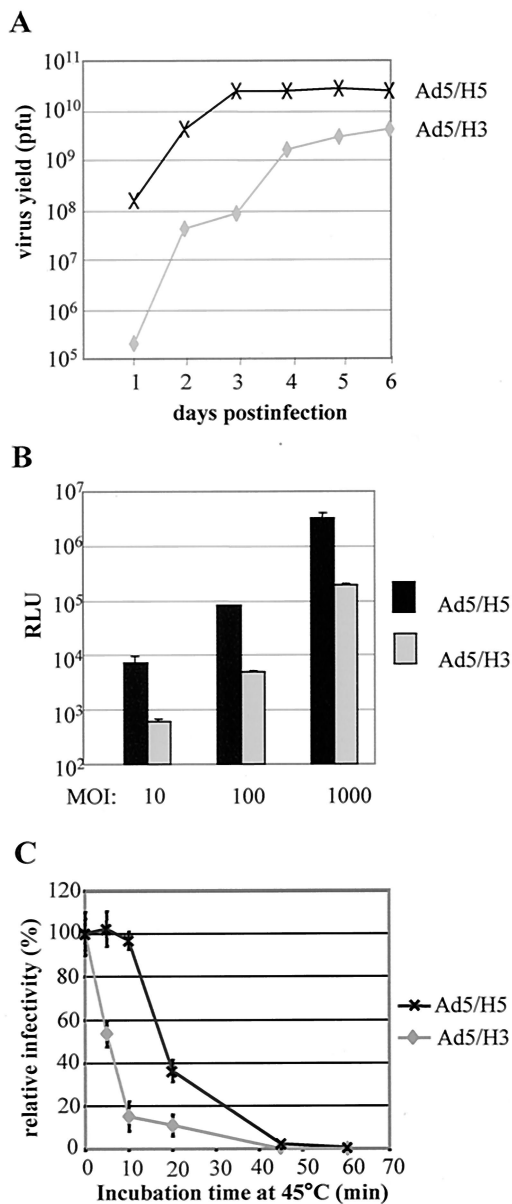 A
virus yield (pfu)
10¹¹
10¹⁰
10⁹
10⁸
10⁷
10⁶
10⁵
Ad5/H5
Ad5/H3
1 2 3 4 5 6
days postinfection
B
RLU
10⁷
10⁶
10⁵
10⁴
10³
10²
Ad5/H5
Ad5/H3
MOI: 10 100 1000
C
relative infectivity (%)
120
100
80
60
40
20
0
Ad5/H5
Ad5/H3
0 10 20 30 40 50 60 70
Incubation time at 45°C (min)